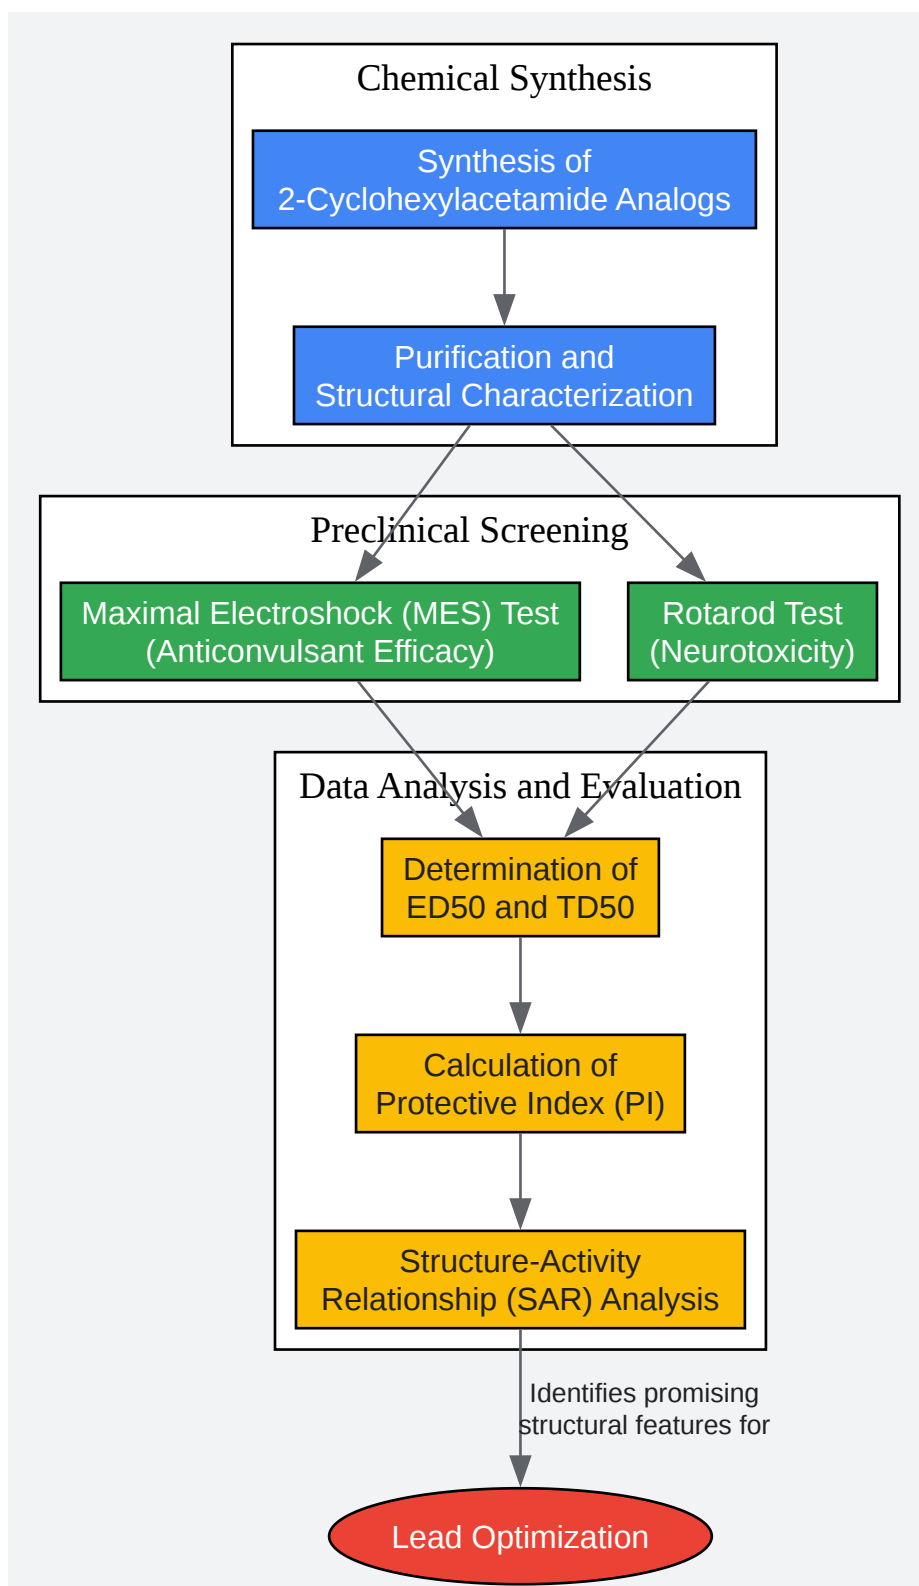 Chemical Synthesis
Synthesis of
2-Cyclohexylacetamide Analogs
Purification and
Structural Characterization
Preclinical Screening
Maximal Electroshock (MES) Test
(Anticonvulsant Efficacy)
Rotarod Test
(Neurotoxicity)
Data Analysis and Evaluation
Determination of
ED50 and TD50
Calculation of
Protective Index (PI)
Structure-Activity
Relationship (SAR) Analysis
Identifies promising
structural features for
Lead Optimization